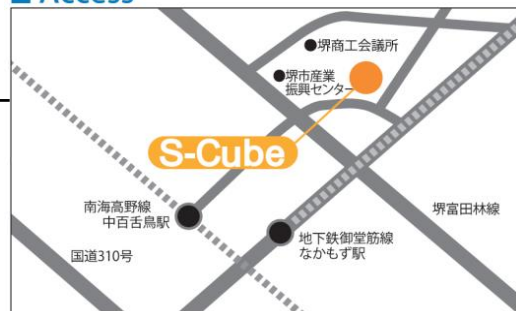 ■ Access
●堺商工会議所
●堺市産業
振興センター
S-Cube
南海高野線
中百舌鳥駅
地下鉄御堂筋線
なかもず駅
堺富田林線
国道310号